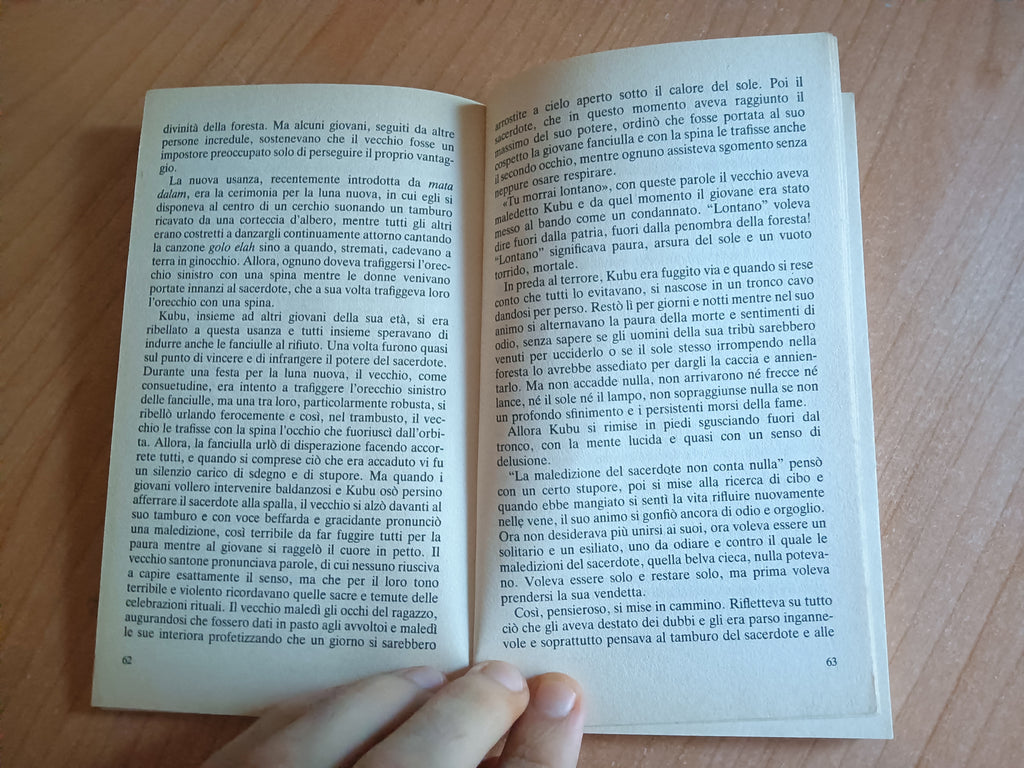 divinità della foresta. Ma alcuni giovani, seguiti da altre
persone incredule, sostenevano che il vecchio fosse un
impostore preoccupato solo di perseguire il proprio vantag-
gio.
La nuova usanza, recentemente introdotta da mata
dalam, era la cerimonia per la luna nuova, in cui egli si
disponeva al centro di un cerchio suonando un tamburo
ricavato da una corteccia d'albero, mentre tutti gli altri
erano costretti a danzargli continuamente attorno cantando
la canzone golo elah sino a quando, stremati, cadevano a
terra in ginocchio. Allora, ognuno doveva trafiggersi l'orec-
chio sinistro con una spina mentre le donne venivano
portate innanzi al sacerdote, che a sua volta trafiggeva loro
l'orecchio con una spina.
Kubu, insieme ad altri giovani della sua età, si era
ribellato a questa usanza e tutti insieme speravano di
indurre anche le fanciulle al rifiuto. Una volta furono quasi
sul punto di vincere e di infrangere il potere del sacerdote.
Durante una festa per la luna nuova, il vecchio, come
consuetudine, era intento a trafiggere l'orecchio sinistro
delle fanciulle, ma una tra loro, particolarmente robusta, si
ribellò urlando ferocemente e così, nel trambusto, il vec-
chio le trafisse con la spina l'occhio che fuoriuscì dall'orbi-
ta. Allora, la fanciulla urlò di disperazione facendo accor-
rete tutti, e quando si comprese ciò che era accaduto vi fu
un silenzio carico di sdegno e di stupore. Ma quando i
giovani vollero intervenire baldanzosi e Kubu osò persino
afferrare il sacerdote alla spalla, il vecchio si alzò davanti al
suo tamburo e con voce beffarda e gracidante pronunciò
una maledizione, così terribile da far fuggire tutti per la
paura mentre al giovane si raggelò il cuore in petto. Il
vecchio santone pronunciava parole, di cui nessuno riusciva
a capire esattamente il senso, ma che per il loro tono
terribile e violento ricordavano quelle sacre e temute delle
celebrazioni rituali. Il vecchio maledì gli occhi del ragazzo,
augurandosi che fossero dati in pasto agli avvoltoi e maledì
le sue interiora profetizzando che un giorno si sarebbero
62
arrostite a cielo aperto sotto il calore del sole. Poi il
sacerdote, che in questo momento aveva raggiunto il
massimo del suo potere, ordinò che fosse portata al suo
cospetto la giovane fanciulla e con la spina le trafisse anche
il secondo occhio, mentre ognuno assisteva sgomento senza
neppure osare respirare.
«Tu morrai lontano», con queste parole il vecchio aveva
maledetto Kubu e da quel momento il giovane era stato
messo al bando come un condannato. "Lontano" voleva
dire fuori dalla patria, fuori dalla penombra della foresta!
"Lontano" significava paura, arsura del sole e un vuoto
torrido, mortale.
In preda al terrore, Kubu era fuggito via e quando si rese
conto che tutti lo evitavano, si nascose in un tronco cavo
dandosi per perso. Restò lì per giorni e notti mentre nel suo
animo si alternavano la paura della morte e sentimenti di
odio, senza sapere se gli uomini della sua tribù sarebbero
venuti per ucciderlo o se il sole stesso irrompendo nella
foresta lo avrebbe assediato per dargli la caccia e annien-
tarlo. Ma non accadde nulla, non arrivarono né frecce né
lance, né il sole né il lampo, non sopraggiunse nulla se non
un profondo sfinimento e i persistenti morsi della fame.
Allora Kubu si rimise in piedi sgusciando fuori dal
tronco, con la mente lucida e quasi con un senso di
delusione.
"La maledizione del sacerdote non conta nulla" pensò
con un certo stupore, poi si mise alla ricerca di cibo e
quando ebbe mangiato si sentì la vita rifluire nuovamente
nelle vene, il suo animo si gonfiò ancora di odio e orgoglio.
Ora non desiderava più unirsi ai suoi, ora voleva essere un
solitario e un esiliato, uno da odiare e contro il quale le
maledizioni del sacerdote, quella belva cieca, nulla poteva-
no. Voleva essere solo e restare solo, ma prima voleva
prendersi la sua vendetta.
Così, pensieroso, si mise in cammino. Rifletteva su tutto
ciò che gli aveva destato dei dubbi e gli era parso inganne-
vole e soprattutto pensava al tamburo del sacerdote e alle
63